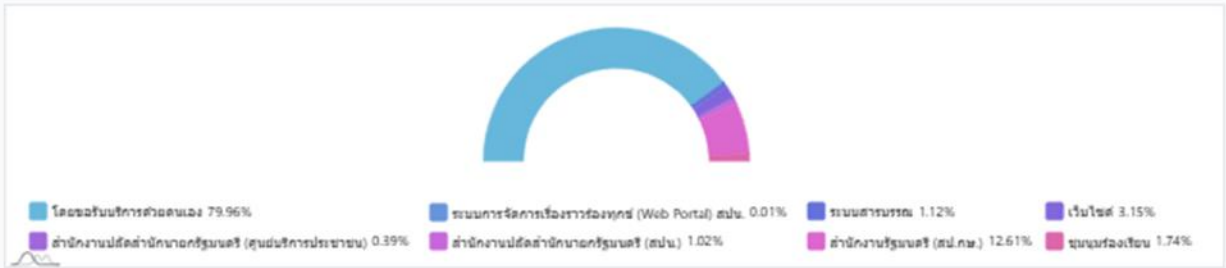 โดยขอรับบริการด้วยตนเอง 79.96% ระบบการจัดการเรื่องราวร้องทุกข์ (Web Portal) สปน. 0.01% ระบบสารบรรณ 1.12% เว็บไซต์ 3.15%
สำนักงานปลัดสำนักนายกรัฐมนตรี (ศูนย์บริการประชาชน) 0.39% สำนักงานปลัดสำนักนายกรัฐมนตรี (สปน.) 1.02% สำนักงานรัฐมนตรี (สป.กษ.) 12.61% ชุมนุมร้องเรียน 1.74%